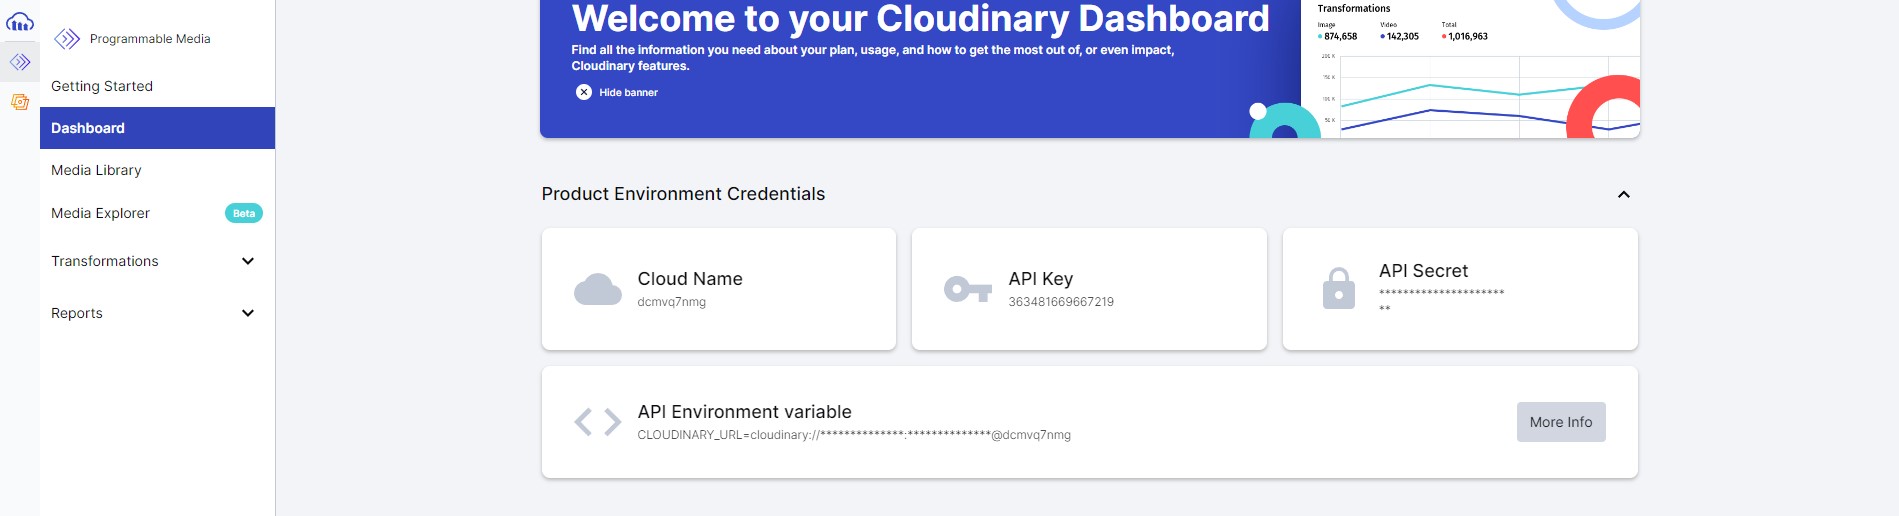 Programmable Media
Getting Started
Dashboard
Media Library
Media Explorer
Beta
Transformations
Reports
Welcome to your Cloudinary Dashboard
Find all the information you need about your plan, usage, and how to get the most out of, or even impact,
Cloudinary features.
Hide banner
Transformations
Image Video Total
874,658 142,305 1,016,963
200 K
150 K
100 K
50 K
Product Environment Credentials
Cloud Name
dcmvq7nmg
API Key
363481669667219
API Secret
*********************
**
API Environment variable
CLOUDINARY_URL=cloudinary://**************:**************@dcmvq7nmg
More Info